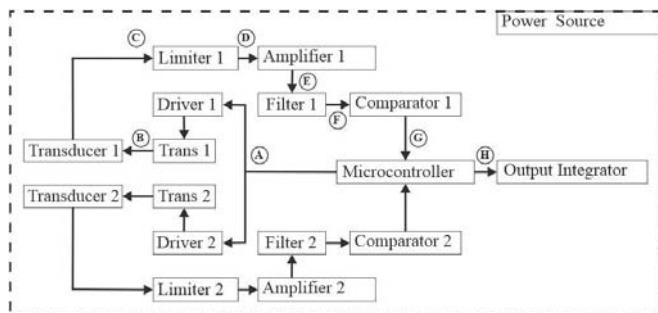 Power Source
C
D
Limiter 1
Amplifier 1
E
Driver 1
Filter 1
F
Comparator 1
B
G
Transducer 1
Trans 1
A
H
Microcontroller
Output Integrator
Transducer 2
Trans 2
Driver 2
Filter 2
Comparator 2
Limiter 2
Amplifier 2